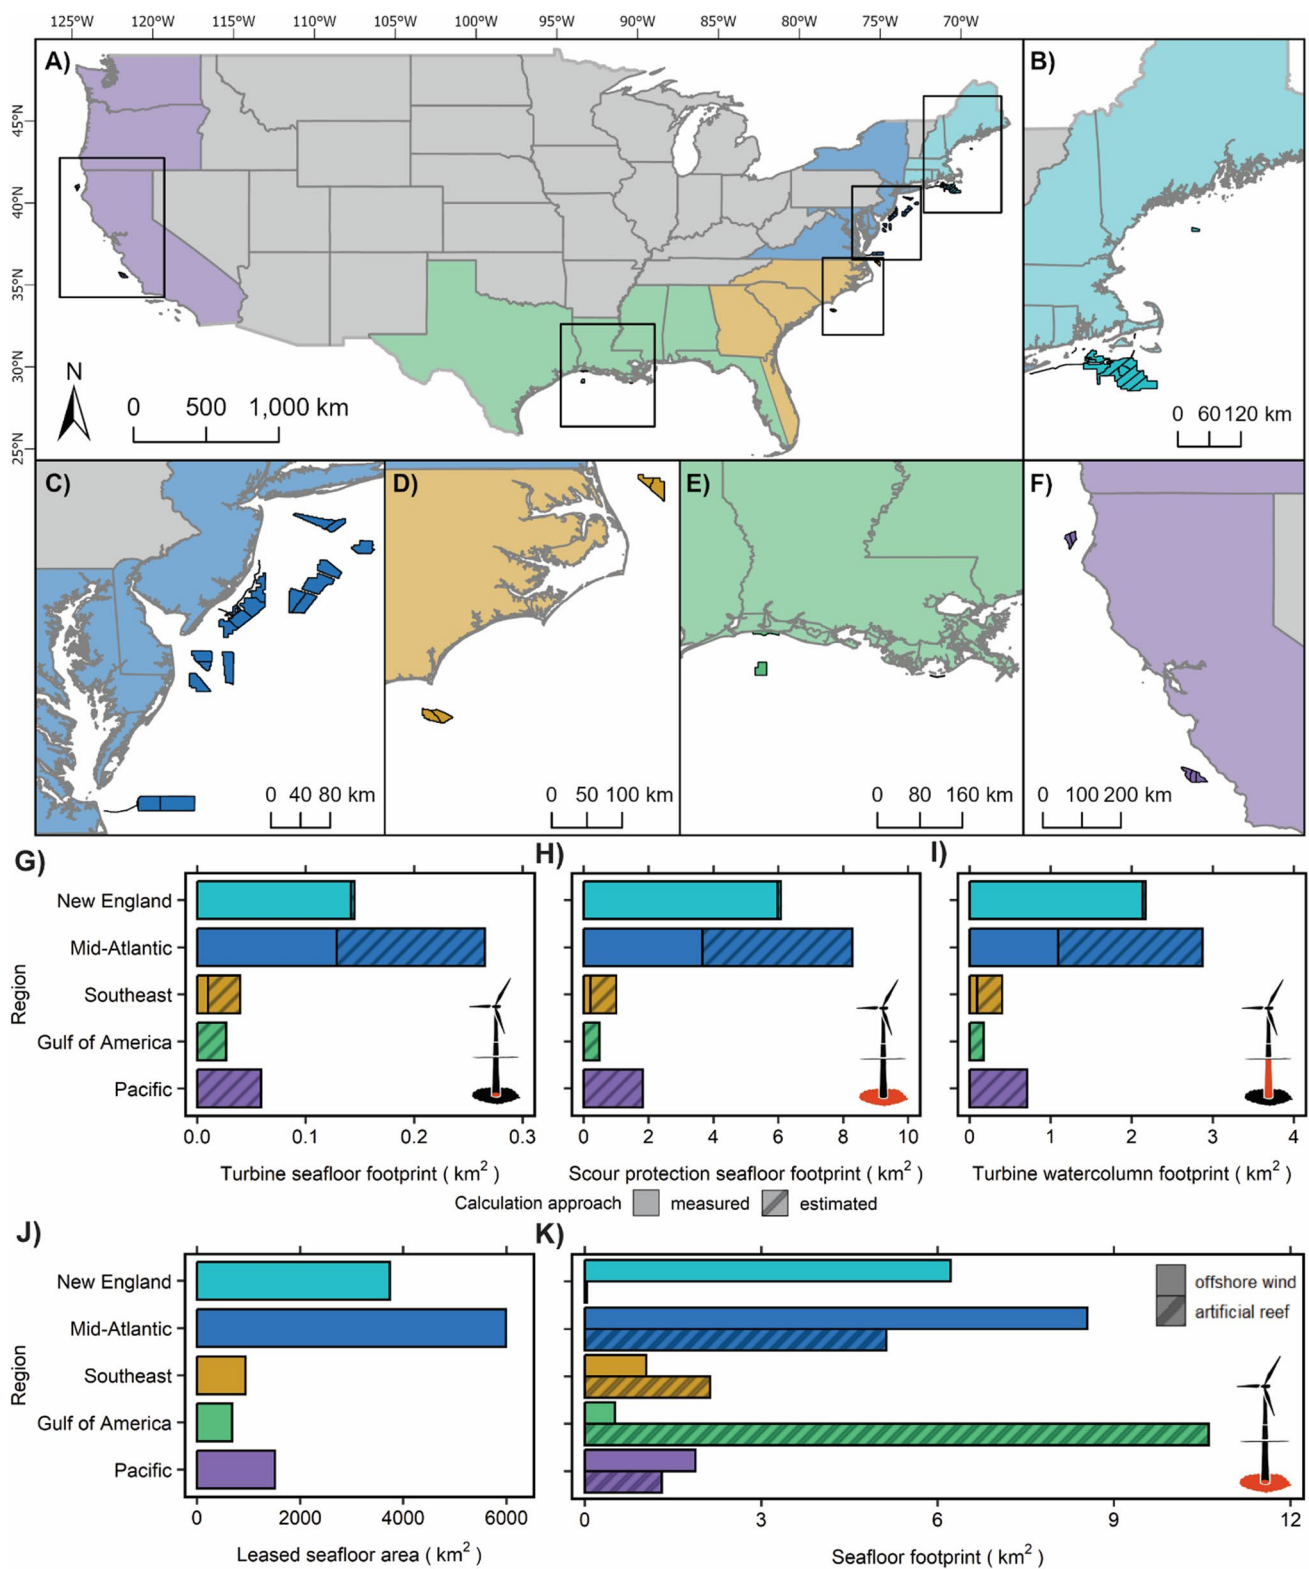 125°W 120°W 115°W 110°W 105°W 100°W 95°W 90°W 85°W 80°W 75°W 70°W
A)
B)
45°N
40°N
35°N
30°N
25°N
N
0 500 1,000 km
0 60 120 km
C)
D)
E)
F)
0 40 80 km
0 50 100 km
0 80 160 km
0 100 200 km
G)
H)
I)
Region
New England
Mid-Atlantic
Southeast
Gulf of America
Pacific
0.0 0.1 0.2 0.3
0 2 4 6 8 10
0 1 2 3 4
Turbine seafloor footprint ( km² )
Scour protection seafloor footprint ( km² )
Turbine watercolumn footprint ( km² )
Calculation approach measured estimated
J)
K)
Region
New England
Mid-Atlantic
Southeast
Gulf of America
Pacific
offshore wind
artificial reef
0 2000 4000 6000
0 3 6 9 12
Leased seafloor area ( km² )
Seafloor footprint ( km² )